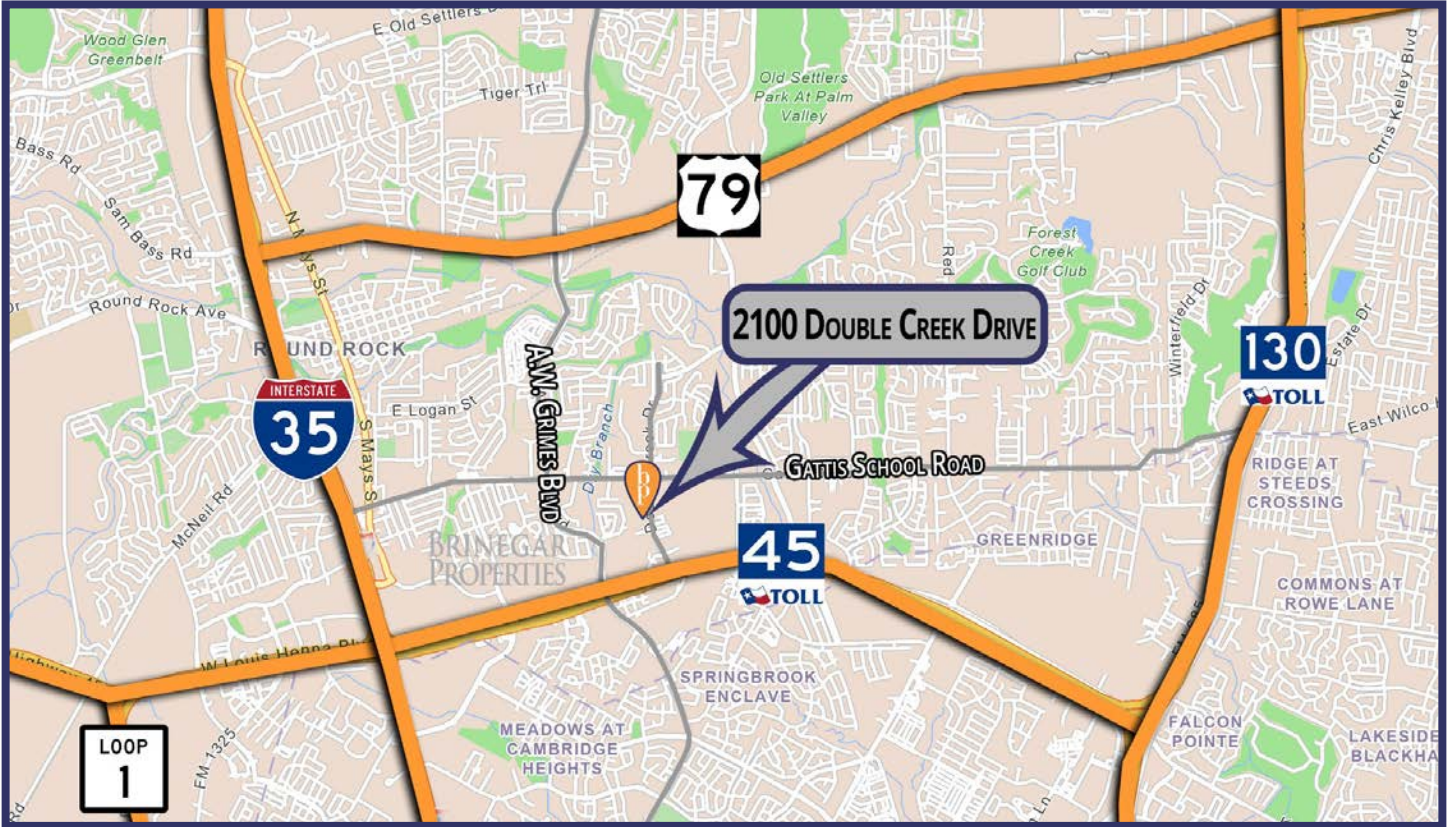 E Old Settlers
Wood Glen
Greenbelt
Tiger Trl
Old Settlers
Park At Palm
Valley
Chris Kelley Blvd
Bass Rd
Sam Bass Rd
N Mays St
79
Red
Forest
Creek
Golf Club
Round Rock Ave
2100 DOUBLE CREEK DRIVE
Winterfield Dr
Estate Dr
ROUND ROCK
INTERSTATE
35
E Logan St
A.W. GRIMES BLVD
Dry Branch
130
TOLL
East Wilco
S Mays S
GATTIS SCHOOL ROAD
bp
RIDGE AT
STEEDS
CROSSING
McNeil Rd
BRINEGAR
PROPERTIES
45
TOLL
GREENRIDGE
COMMONS AT
ROWE LANE
W Louis Henna Blv
SPRINGBROOK
ENCLAVE
MEADOWS AT
CAMBRIDGE
HEIGHTS
FALCON
POINTE
LAKESIDE
BLACKHA
LOOP
1
FM 1325
Rd
Ln